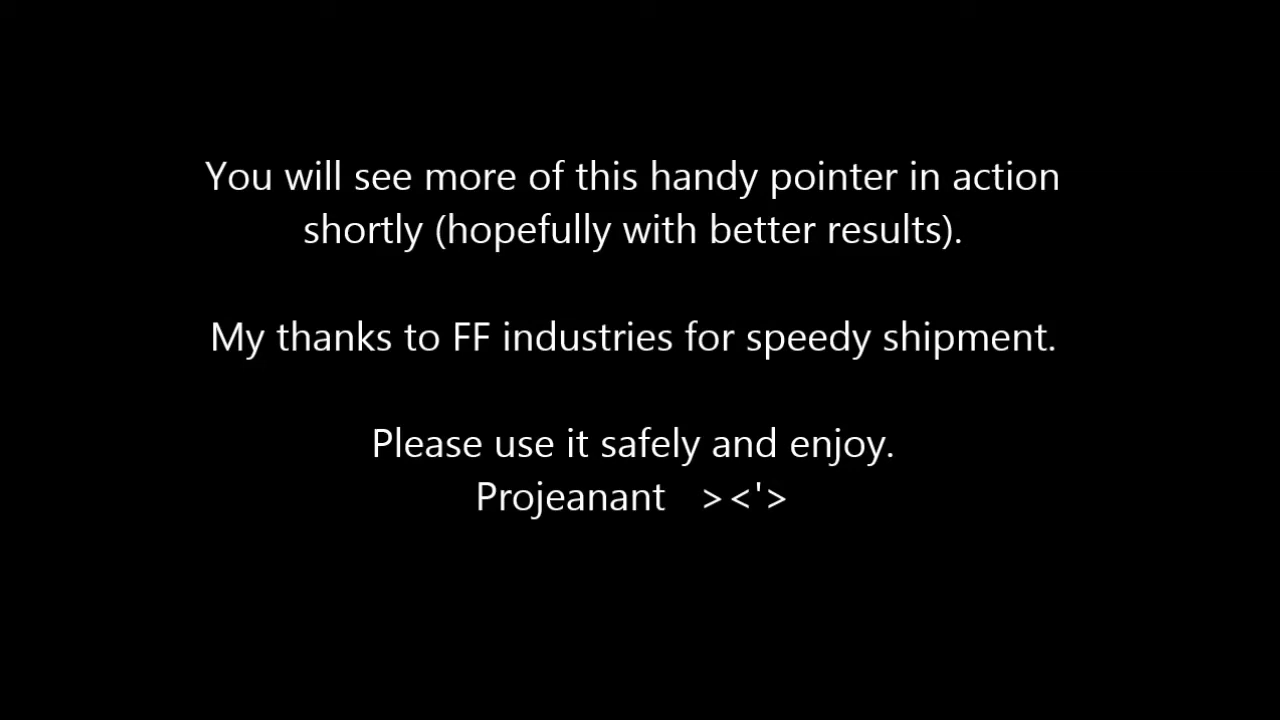 You will see more of this handy pointer in action
shortly (hopefully with better results).
My thanks to FF industries for speedy shipment.
Please use it safely and enjoy.
Projeanant ><'>